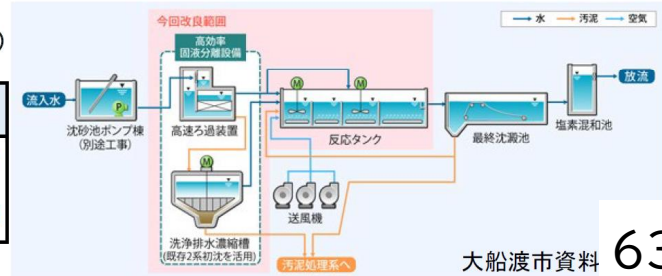 )
今回改良範囲
水 汚泥 空気
高効率
固液分離設備
流入水
P
沈砂池ポンプ棟
(別途工事)
高速ろ過装置
M
M
反応タンク
最終沈澱池
塩素混和池
放流
M
送風機
洗浄排水濃縮槽
(既存2系初沈を活用)
汚泥処理系へ
大船渡市資料
63